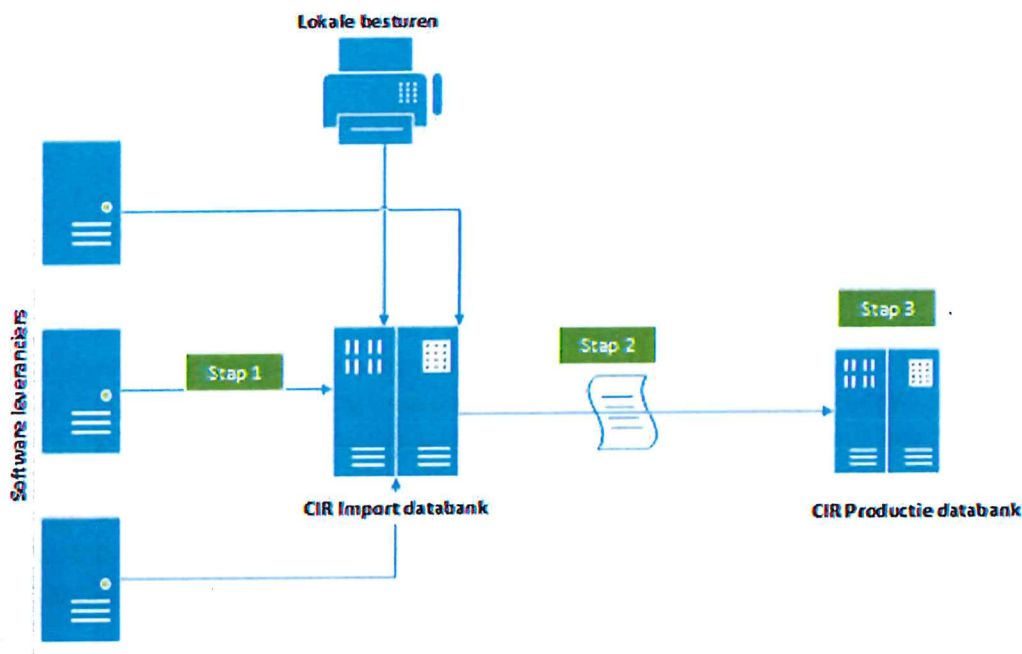 Lokale besturen
Software leveranciers
Stap 1
Stap 2
Stap 3
CIR Import databank
CIR Productie databank